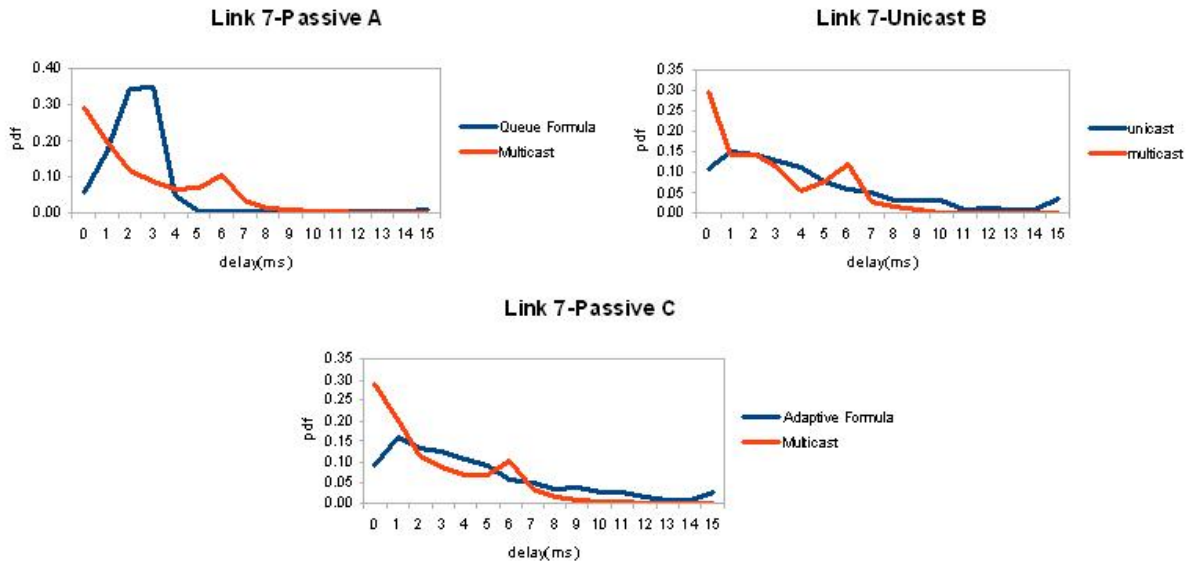 Link 7-Passive A
0.40
0.30
0.20
0.10
0.00
pdf
0 1 2 3 4 5 6 7 8 9 10 11 12 13 14 15
delay(ms)
Queue Formula
Multicast
Link 7-Unicast B
0.35
0.30
0.25
0.20
0.15
0.10
0.05
0.00
pdf
0 1 2 3 4 5 6 7 8 9 10 11 12 13 14 15
delay(ms)
unicast
multicast
Link 7-Passive C
0.35
0.30
0.25
0.20
0.15
0.10
0.05
0.00
pdf
0 1 2 3 4 5 6 7 8 9 10 11 12 13 14 15
delay(ms)
Adaptive Formula
Multicast